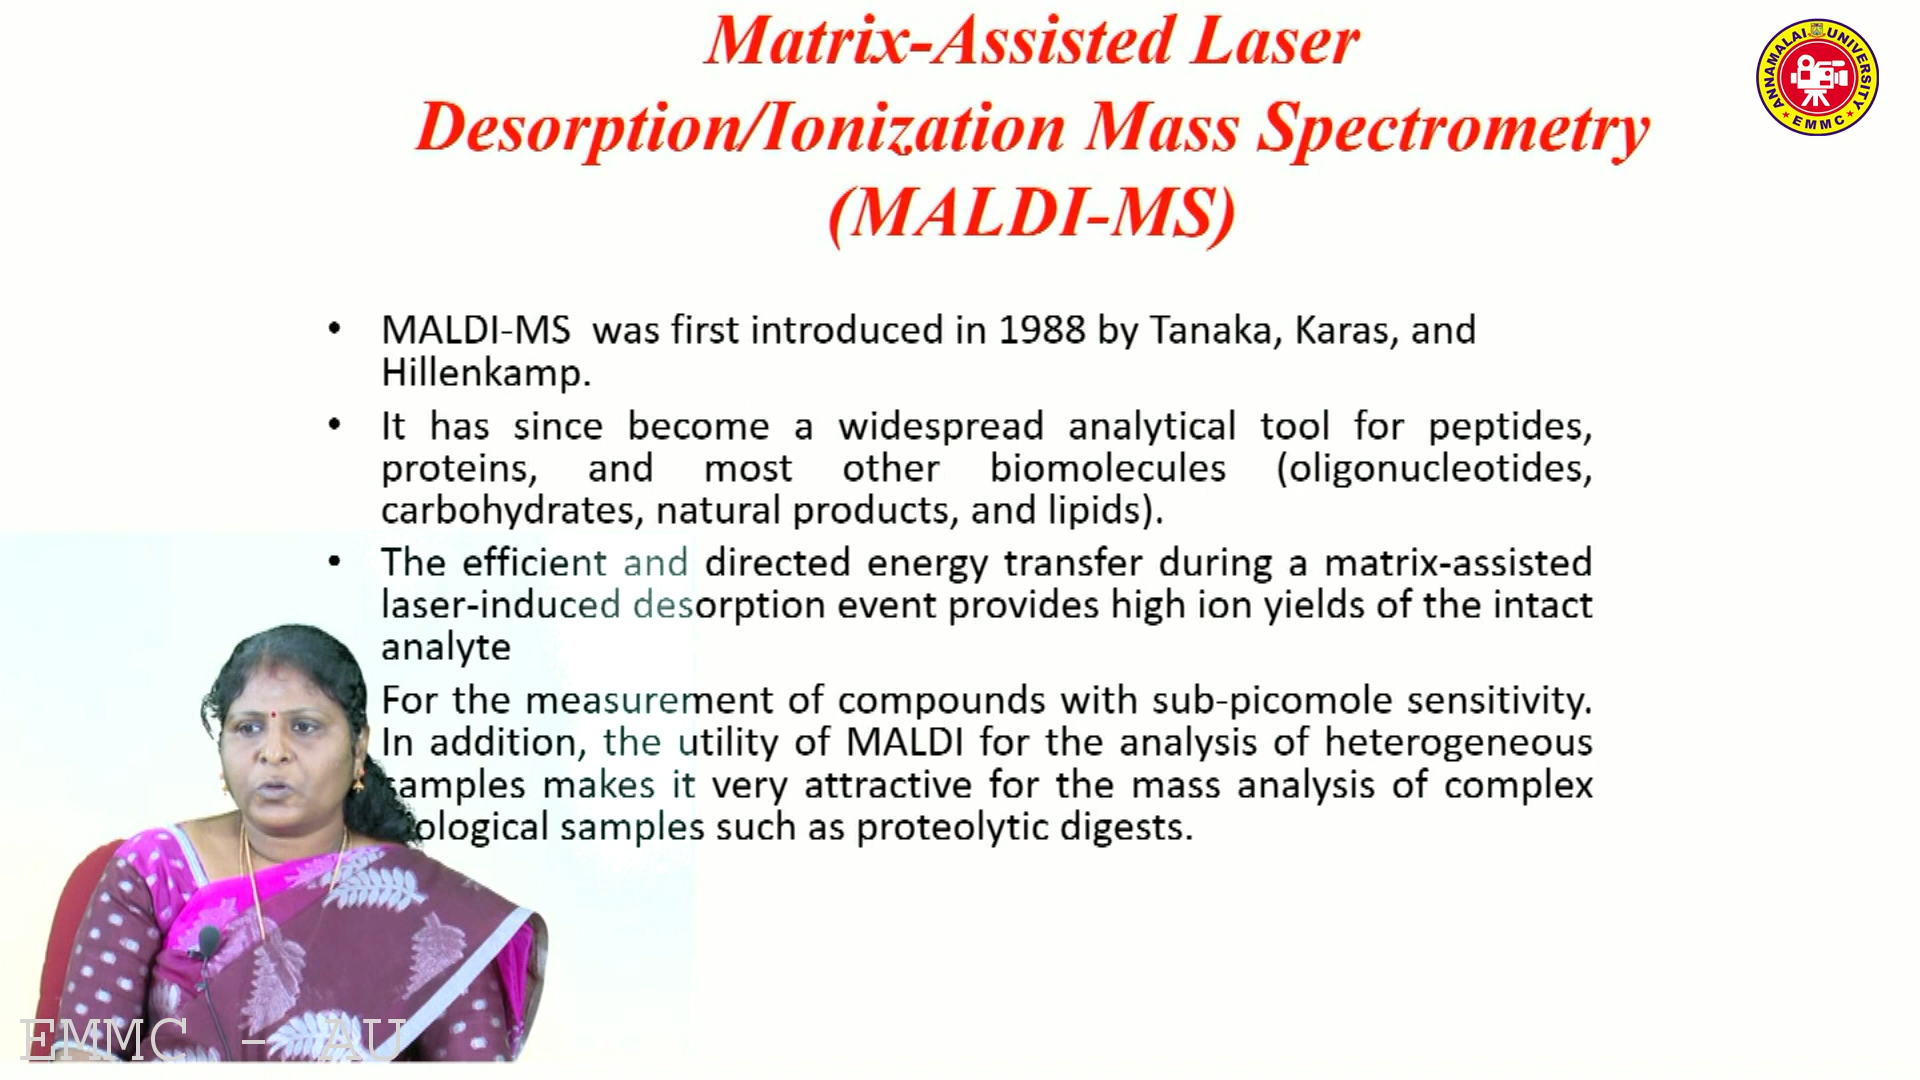 Matrix-Assisted Laser
Desorption/Ionization Mass Spectrometry
(MALDI-MS)
ANNAMALAI UNIVERSITY
EMMC
• MALDI-MS was first introduced in 1988 by Tanaka, Karas, and
Hillenkamp.
• It has since become a widespread analytical tool for peptides,
proteins, and most other biomolecules (oligonucleotides,
carbohydrates, natural products, and lipids).
• The efficient and directed energy transfer during a matrix-assisted
laser-induced desorption event provides high ion yields of the intact
analyte
For the measurement of compounds with sub-picomole sensitivity.
In addition, the utility of MALDI for the analysis of heterogeneous
samples makes it very attractive for the mass analysis of complex
ological samples such as proteolytic digests.
EMMC - AU